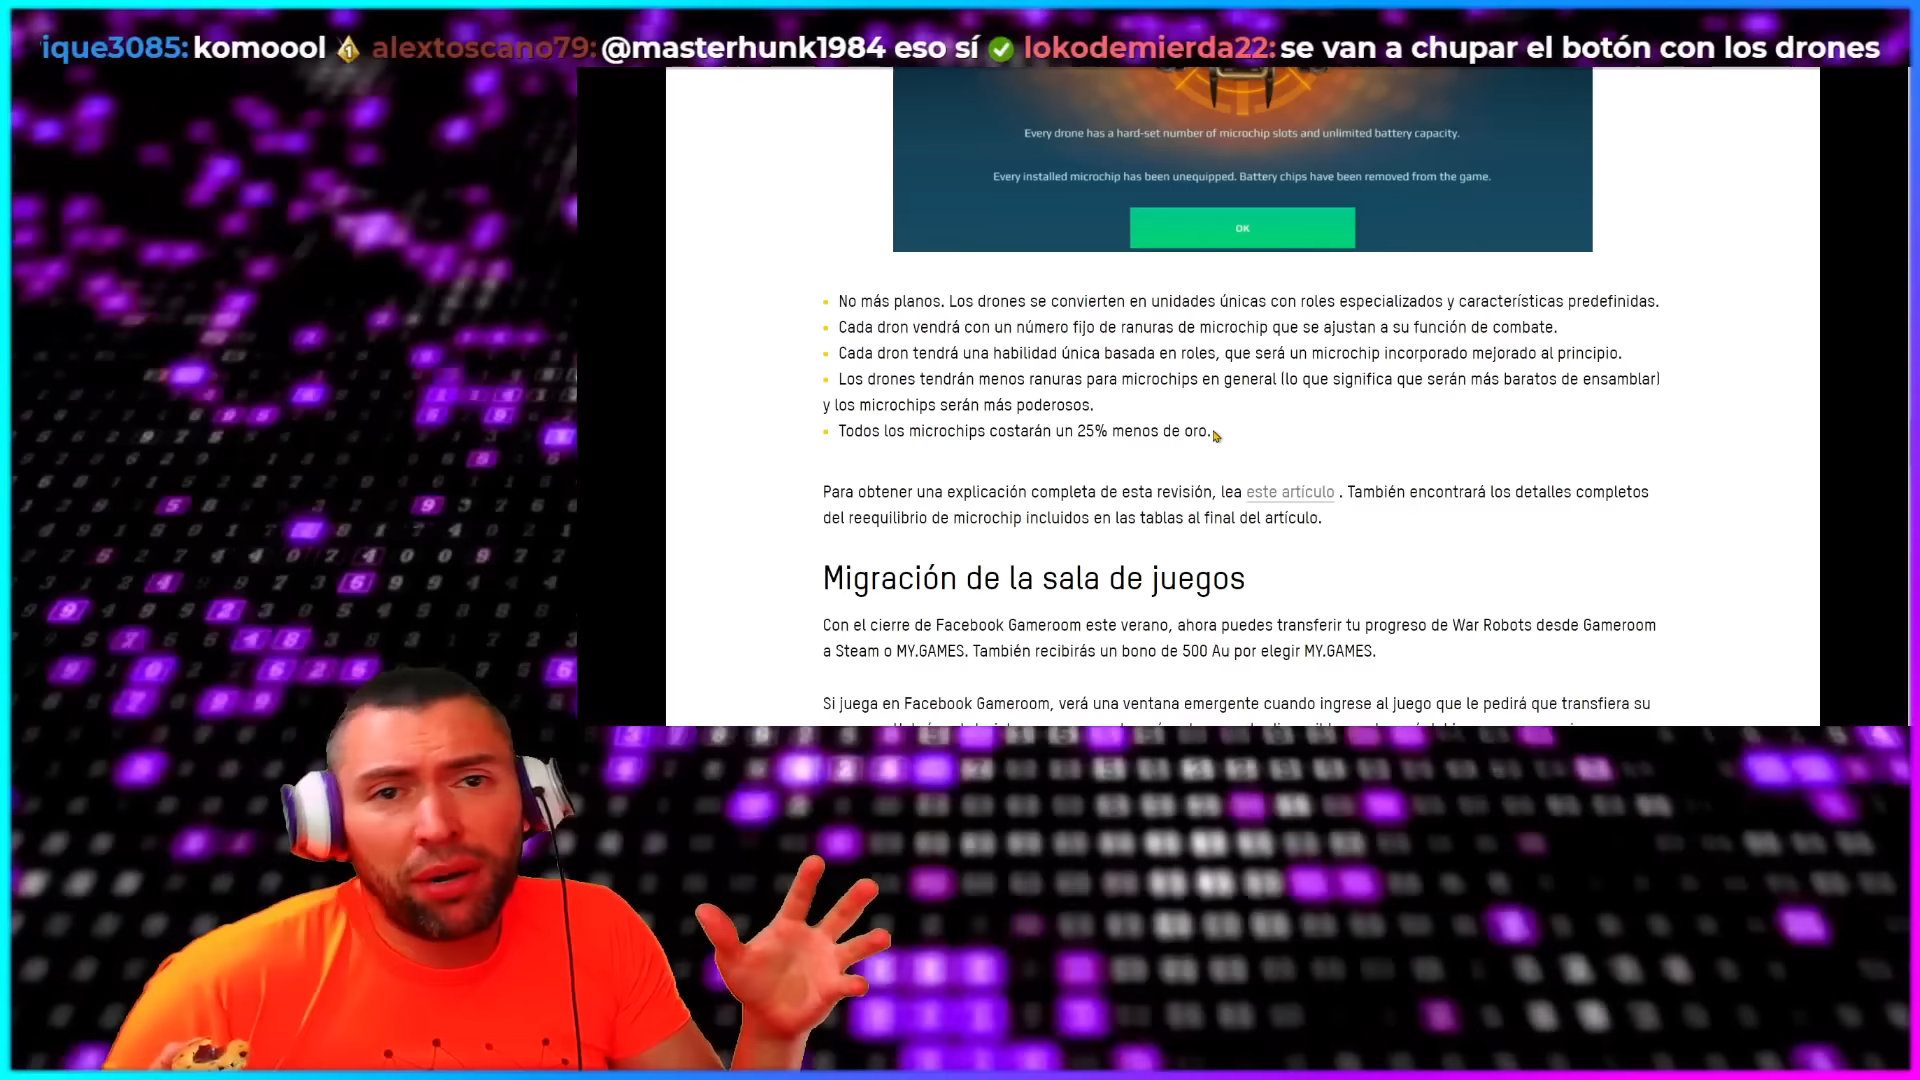 ique3085: komoool alextoscano79: @masterhunk1984 eso sí lokodemierda22: se van a chupar el botón con los drones
Every drone has a hard-set number of microchip slots and unlimited battery capacity.
Every installed microchip has been unequipped. Battery chips have been removed from the game.
OK
No más planos. Los drones se convierten en unidades únicas con roles especializados y características predefinidas.
Cada dron vendrá con un número fijo de ranuras de microchip que se ajustan a su función de combate.
Cada dron tendrá una habilidad única basada en roles, que será un microchip incorporado mejorado al principio.
Los drones tendrán menos ranuras para microchips en general (lo que significa que serán más baratos de ensamblar)
y los microchips serán más poderosos.
Todos los microchips costarán un 25% menos de oro.
Para obtener una explicación completa de esta revisión, lea este artículo . También encontrará los detalles completos
del reequilibrio de microchip incluidos en las tablas al final del artículo.
Migración de la sala de juegos
Con el cierre de Facebook Gameroom este verano, ahora puedes transferir tu progreso de War Robots desde Gameroom
a Steam o MY.GAMES. También recibirás un bono de 500 Au por elegir MY.GAMES.
Si juega en Facebook Gameroom, verá una ventana emergente cuando ingrese al juego que le pedirá que transfiera su